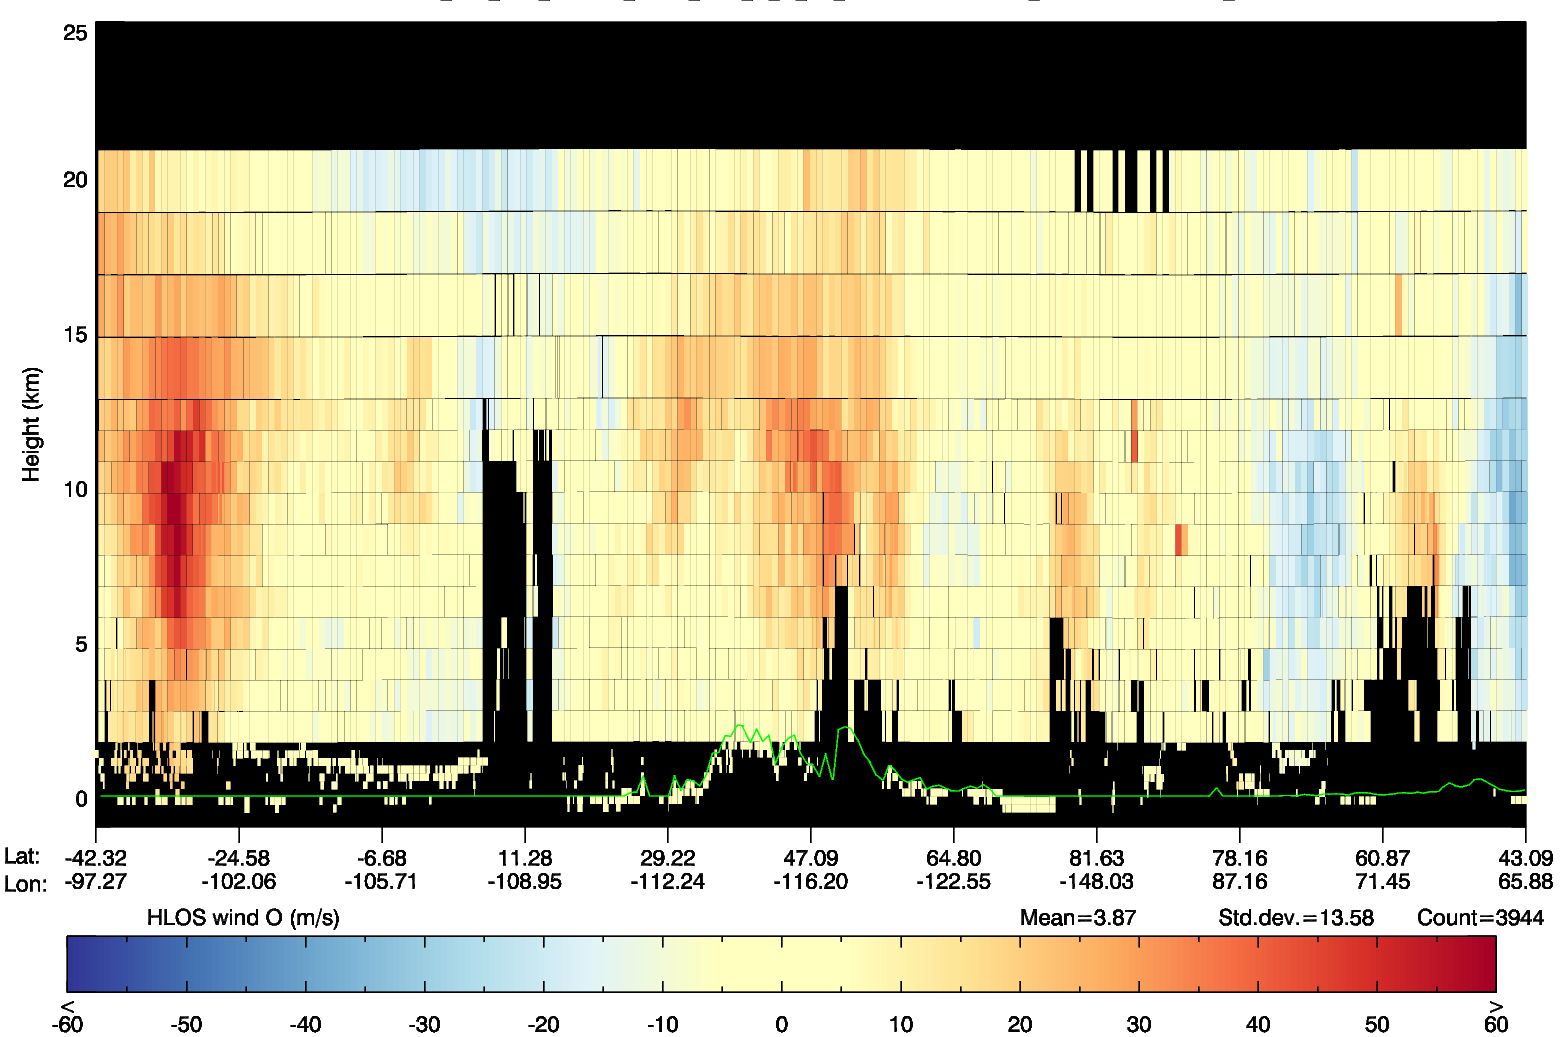 25
20
15
10
5
0
Height (km)
Lat: -42.32 -24.58 -6.68 11.28 29.22 47.09 64.80 81.63 78.16 60.87 43.09
Lon: -97.27 -102.06 -105.71 -108.95 -112.24 -116.20 -122.55 -148.03 87.16 71.45 65.88
HLOS wind O (m/s) Mean=3.87 Std.dev.=13.58 Count=3944
< >
-60 -50 -40 -30 -20 -10 0 10 20 30 40 50 60